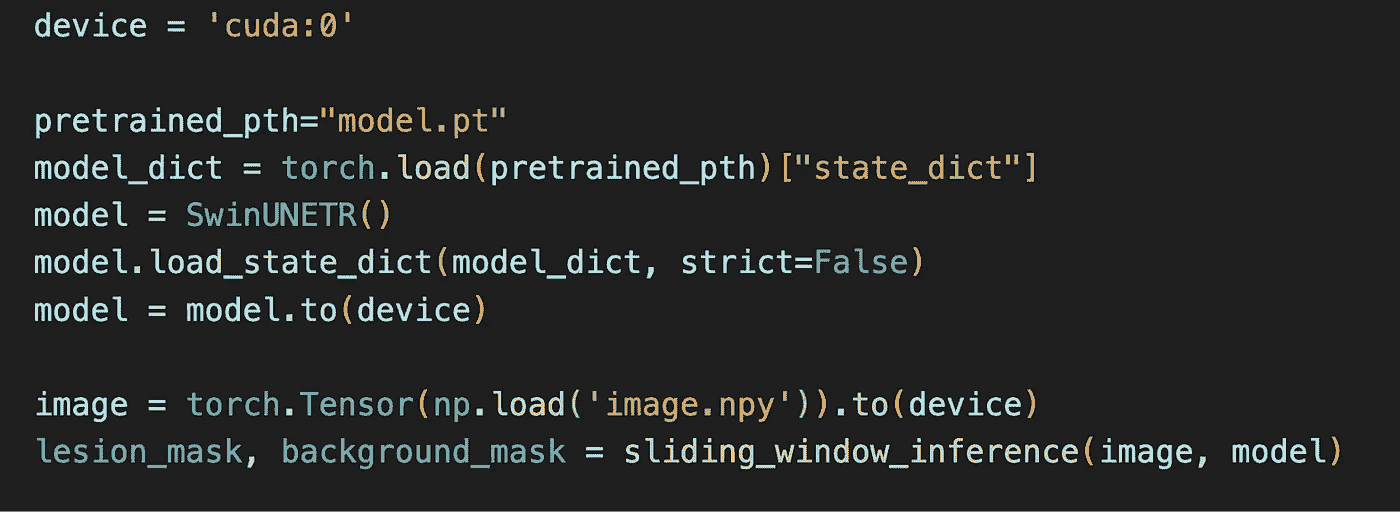 device = 'cuda:0'
pretrained_pth="model.pt"
model_dict = torch.load(pretrained_pth)["state_dict"]
model = SwinUNETR()
model.load_state_dict(model_dict, strict=False)
model = model.to(device)
image = torch.Tensor(np.load('image.npy')).to(device)
lesion_mask, background_mask = sliding_window_inference(image, model)